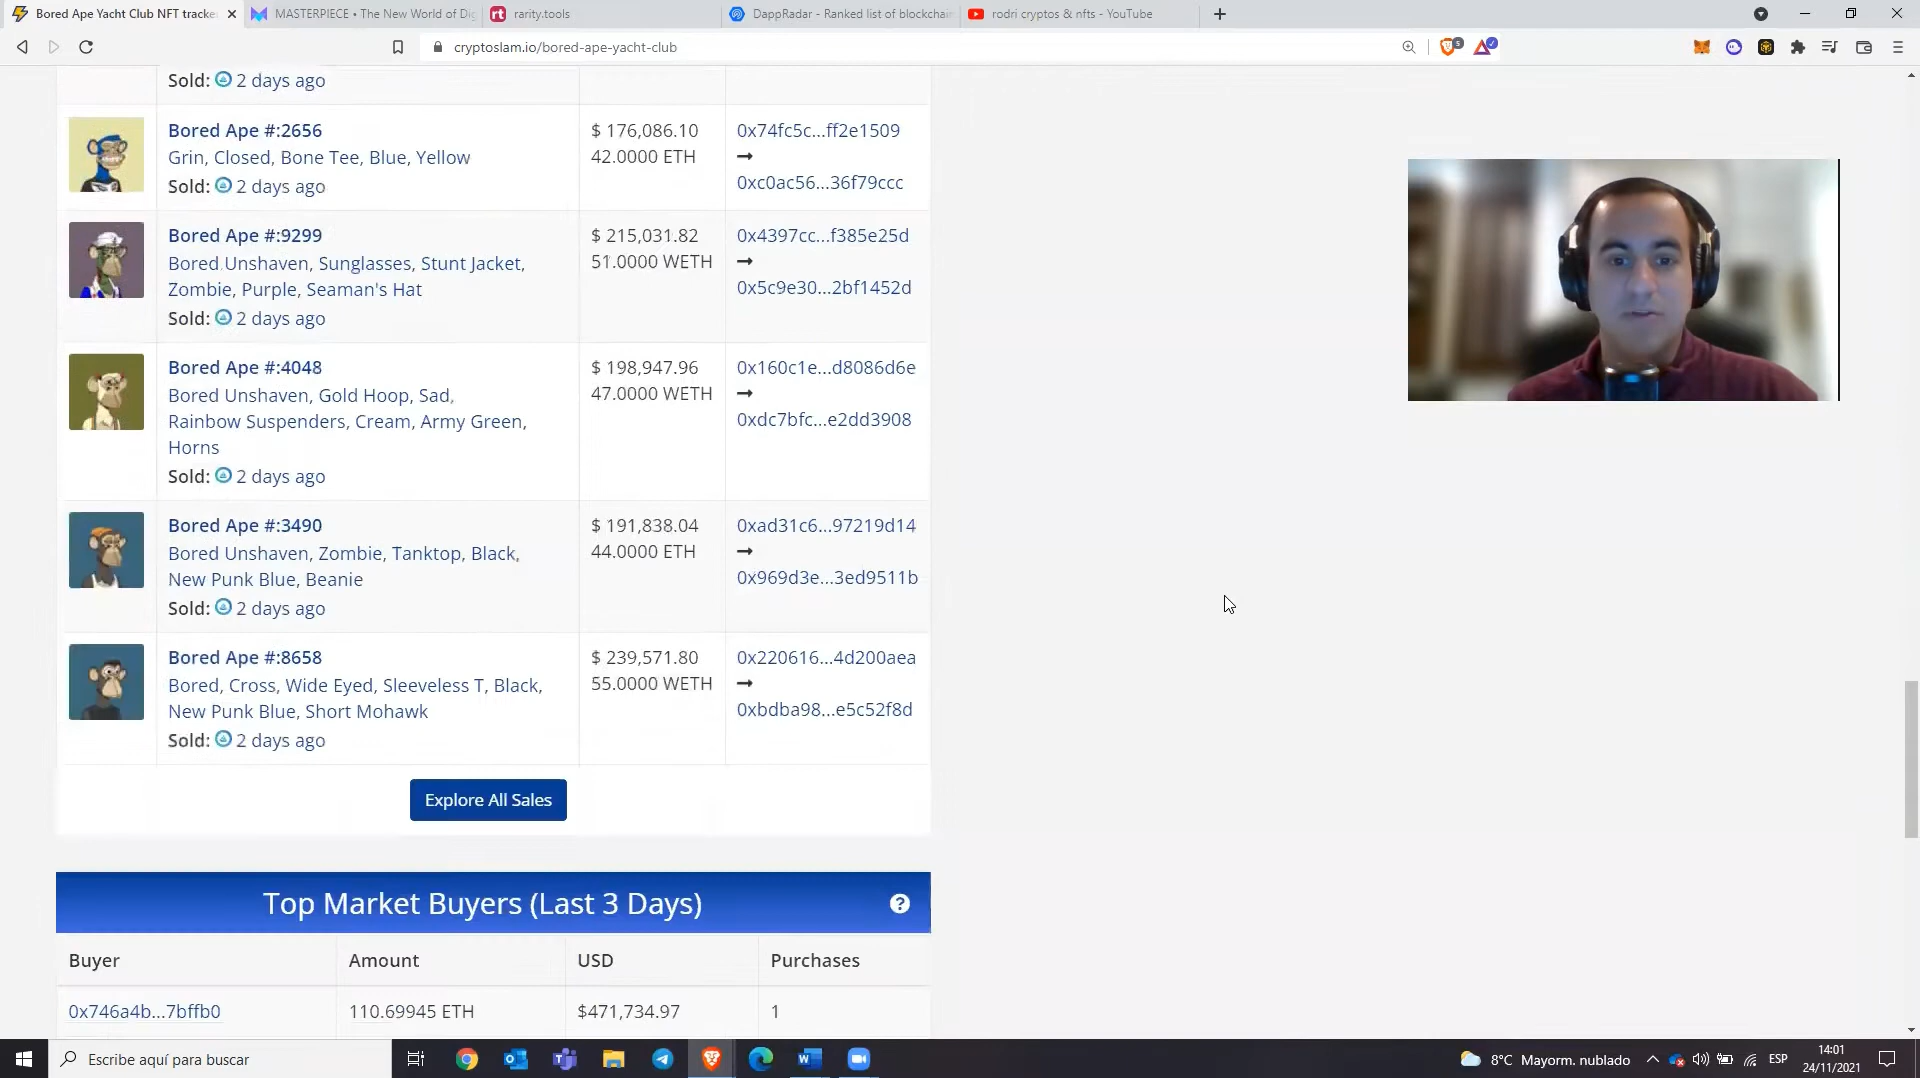 Bored Ape Yacht Club NFT tracke
MASTERPIECE • The New World of Dig
rarity.tools
DappRadar - Ranked list of blockchain
rodri cryptos & nfts - YouTube
cryptoslam.io/bored-ape-yacht-club
Sold: 2 days ago
Bored Ape #:2656
Grin, Closed, Bone Tee, Blue, Yellow
Sold: 2 days ago
$ 176,086.10
42.0000 ETH
0x74fc5c...ff2e1509
0xc0ac56...36f79ccc
Bored Ape #:9299
Bored Unshaven, Sunglasses, Stunt Jacket,
Zombie, Purple, Seaman's Hat
Sold: 2 days ago
$ 215,031.82
51.0000 WETH
0x4397cc...f385e25d
0x5c9e30...2bf1452d
Bored Ape #:4048
Bored Unshaven, Gold Hoop, Sad,
Rainbow Suspenders, Cream, Army Green,
Horns
Sold: 2 days ago
$ 198,947.96
47.0000 WETH
0x160c1e...d8086d6e
0xdc7bfc...e2dd3908
Bored Ape #:3490
Bored Unshaven, Zombie, Tanktop, Black,
New Punk Blue, Beanie
Sold: 2 days ago
$ 191,838.04
44.0000 ETH
0xad31c6...97219d14
0x969d3e...3ed9511b
Bored Ape #:8658
Bored, Cross, Wide Eyed, Sleeveless T, Black,
New Punk Blue, Short Mohawk
Sold: 2 days ago
$ 239,571.80
55.0000 WETH
0x220616...4d200aea
0xbdba98...e5c52f8d
Explore All Sales
Top Market Buyers (Last 3 Days)
Buyer Amount USD Purchases
0x746a4b...7bffb0 110.69945 ETH $471,734.97 1
Escribe aquí para buscar
8°C Mayorm. nublado
ESP
14:01
24/11/2021